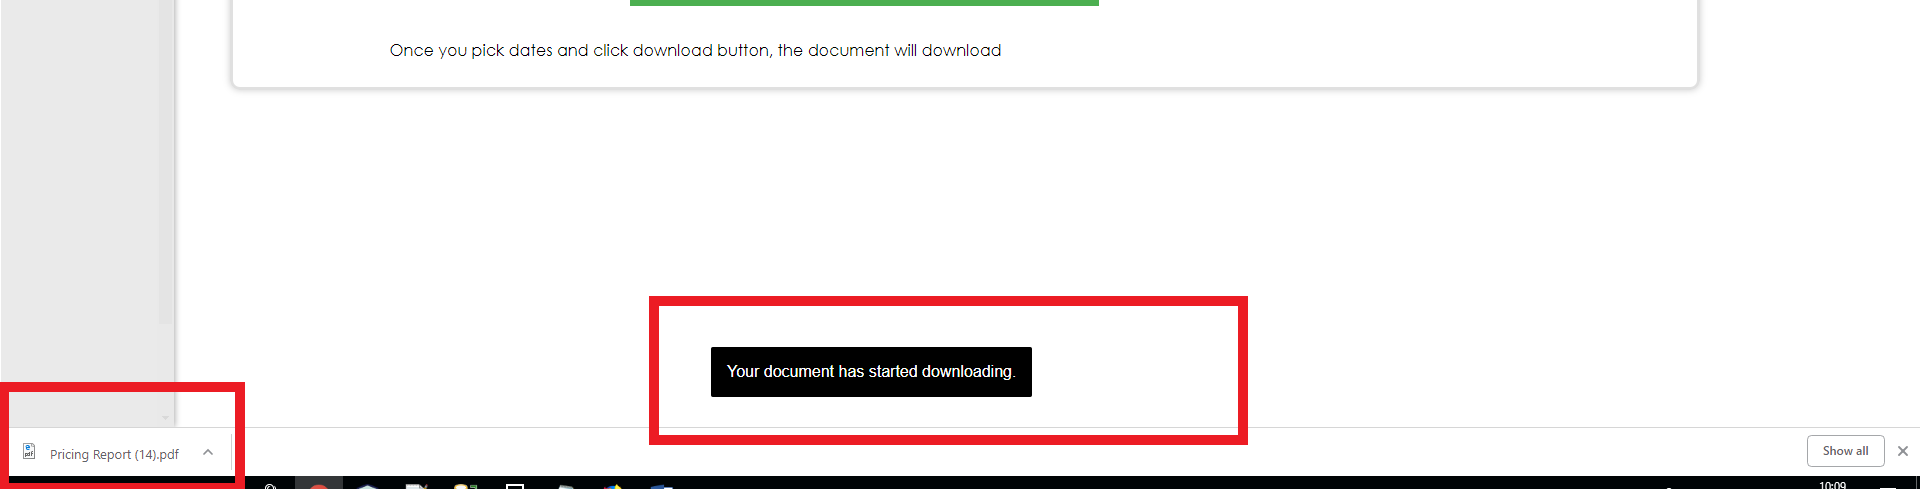 Once you pick dates and click download button, the document will download
Your document has started downloading.
pdf
Pricing Report (14).pdf
Show all
10:09